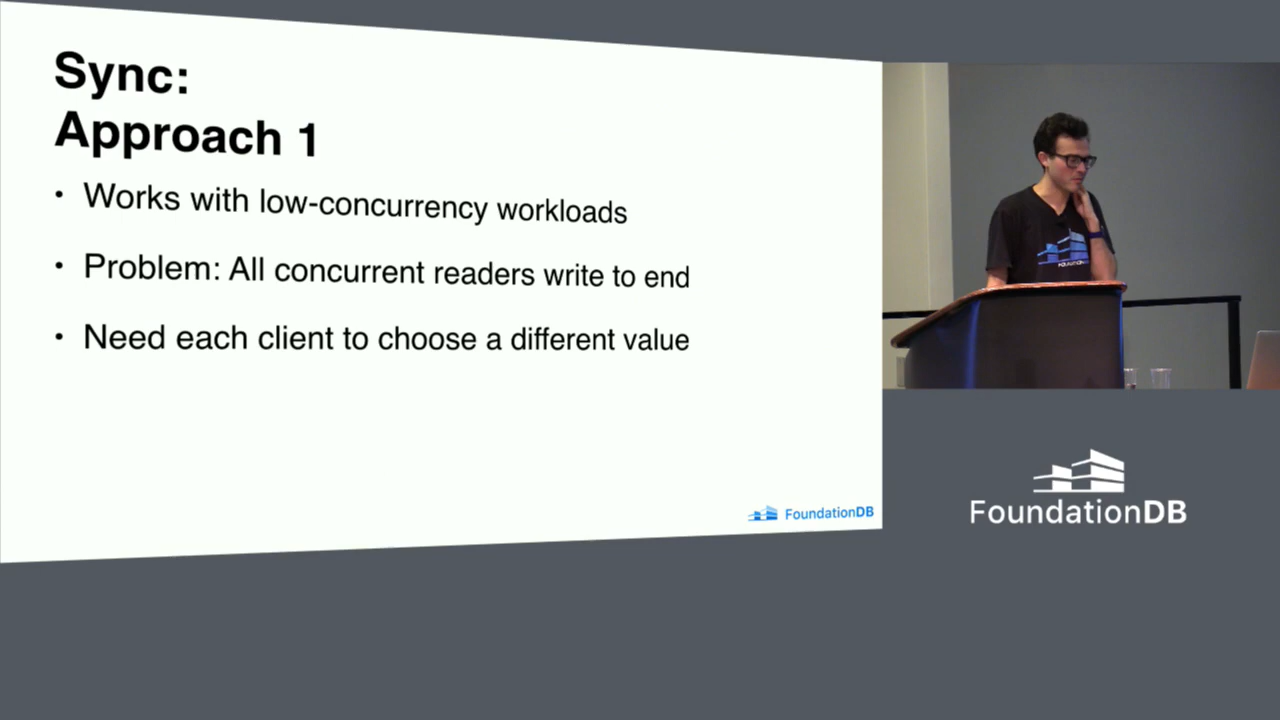 Sync:
Approach 1
• Works with low-concurrency workloads
• Problem: All concurrent readers write to end
• Need each client to choose a different value
FoundationDB
FoundationDB